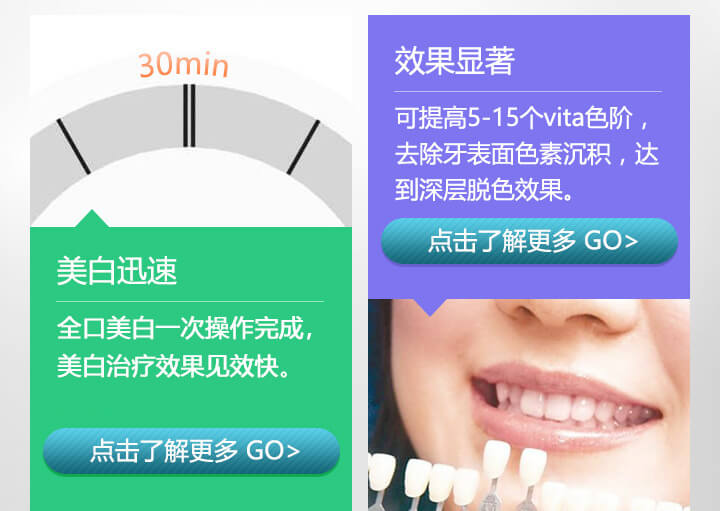 30min
美白迅速
全口美白一次操作完成，
美白治疗效果见效快。
点击了解更多 GO>
效果显著
可提高5-15个vita色阶，
去除牙表面色素沉积，达
到深层脱色效果。
点击了解更多 GO>